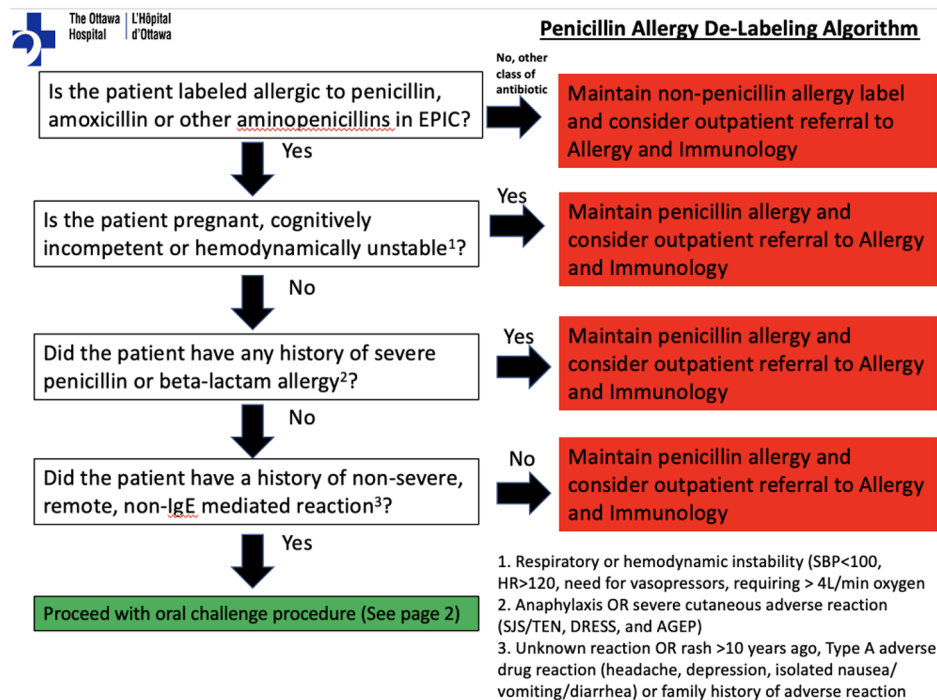 The Ottawa
Hospital
L'Hôpital
d'Ottawa
Penicillin Allergy De-Labeling Algorithm
Is the patient labeled allergic to penicillin,
amoxicillin or other aminopenicillins in EPIC?
No, other
class of
antibiotic
Maintain non-penicillin allergy label
and consider outpatient referral to
Allergy and Immunology
Yes
Is the patient pregnant, cognitively
incompetent or hemodynamically unstable¹?
Yes
Maintain penicillin allergy and
consider outpatient referral to Allergy
and Immunology
No
Did the patient have any history of severe
penicillin or beta-lactam allergy²?
Yes
Maintain penicillin allergy and
consider outpatient referral to Allergy
and Immunology
No
Did the patient have a history of non-severe,
remote, non-IgE mediated reaction³?
No
Maintain penicillin allergy and
consider outpatient referral to Allergy
and Immunology
Yes
Proceed with oral challenge procedure (See page 2)
1. Respiratory or hemodynamic instability (SBP<100,
HR>120, need for vasopressors, requiring > 4L/min oxygen
2. Anaphylaxis OR severe cutaneous adverse reaction
(SJS/TEN, DRESS, and AGEP)
3. Unknown reaction OR rash >10 years ago, Type A adverse
drug reaction (headache, depression, isolated nausea/
vomiting/diarrhea) or family history of adverse reaction